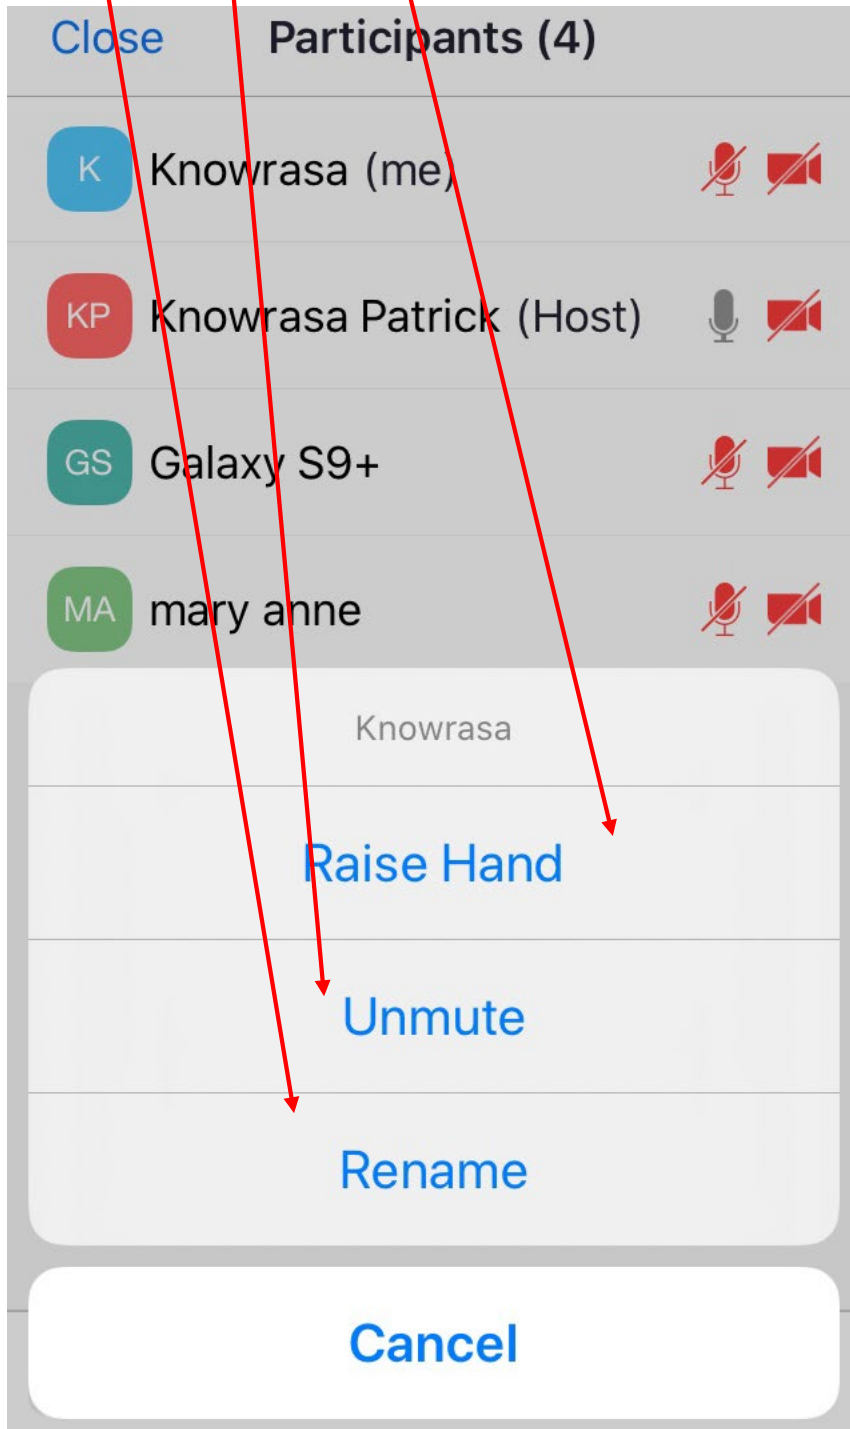 Close Participants (4)
K Knowrasa (me)
KP Knowrasa Patrick (Host)
GS Galaxy S9+
MA mary anne
Knowrasa
Raise Hand
Unmute
Rename
Cancel